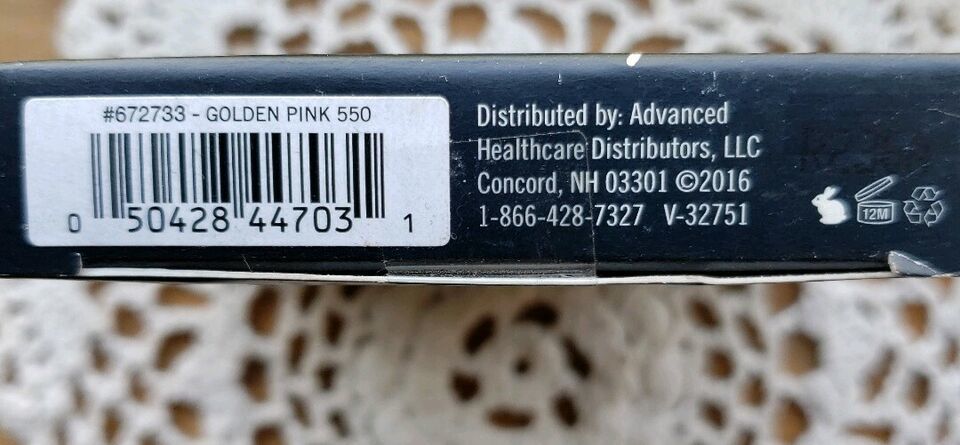 #672733 - GOLDEN PINK 550
0 50428 44703 1
Distributed by: Advanced
Healthcare Distributors, LLC
Concord, NH 03301 ©2016
1-866-428-7327 V-32751
12M